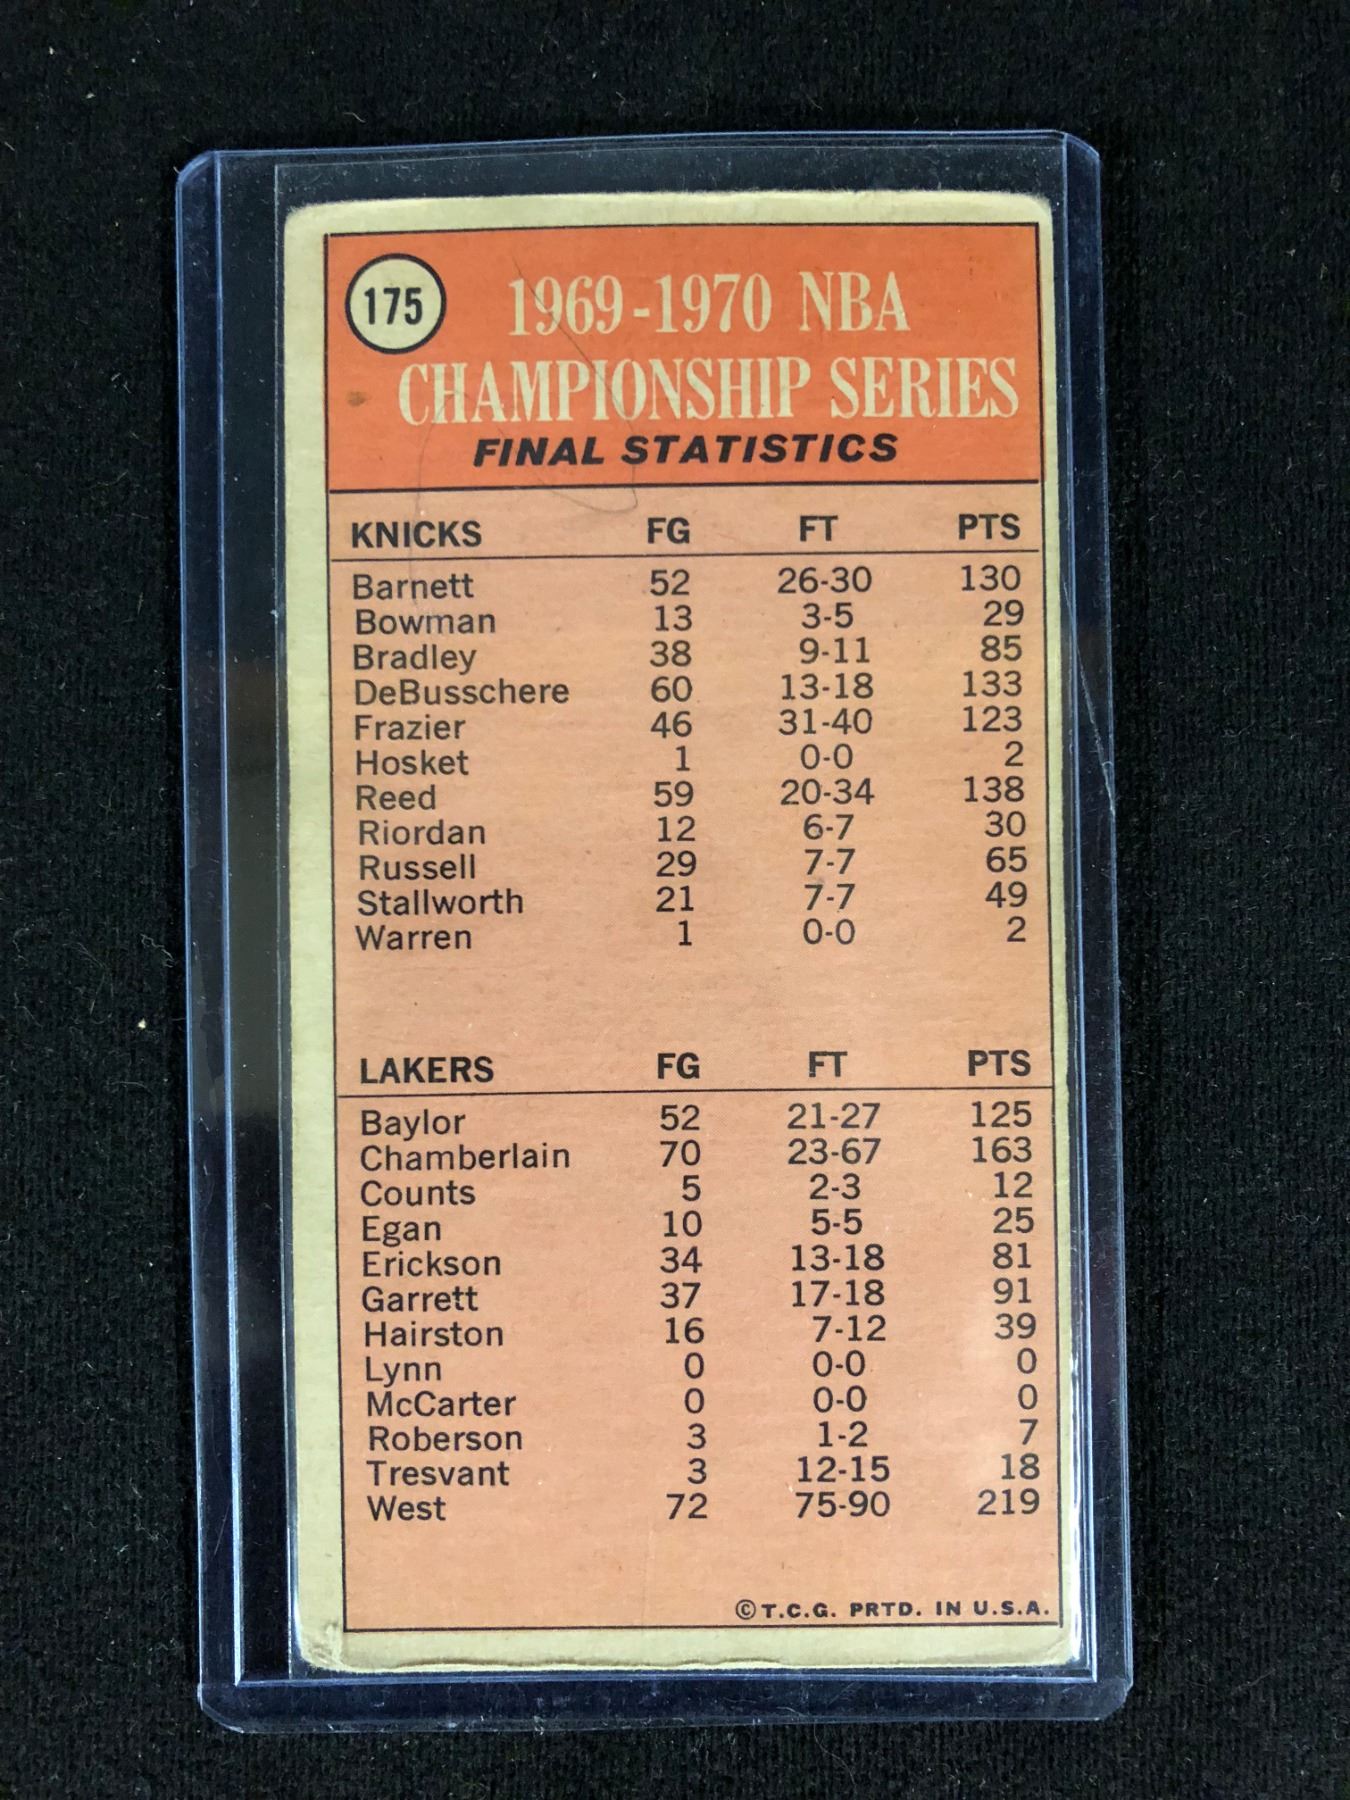 175
1969-1970 NBA
CHAMPIONSHIP SERIES
FINAL STATISTICS
KNICKS FG FT PTS
Barnett 52 26-30 130
Bowman 13 3-5 29
Bradley 38 9-11 85
DeBusschere 60 13-18 133
Frazier 46 31-40 123
Hosket 1 0-0 2
Reed 59 20-34 138
Riordan 12 6-7 30
Russell 29 7-7 65
Stallworth 21 7-7 49
Warren 1 0-0 2
LAKERS FG FT PTS
Baylor 52 21-27 125
Chamberlain 70 23-67 163
Counts 5 2-3 12
Egan 10 5-5 25
Erickson 34 13-18 81
Garrett 37 17-18 91
Hairston 16 7-12 39
Lynn 0 0-0 0
McCarter 0 0-0 0
Roberson 3 1-2 7
Tresvant 3 12-15 18
West 72 75-90 219
© T.C.G. PRTD. IN U.S.A.